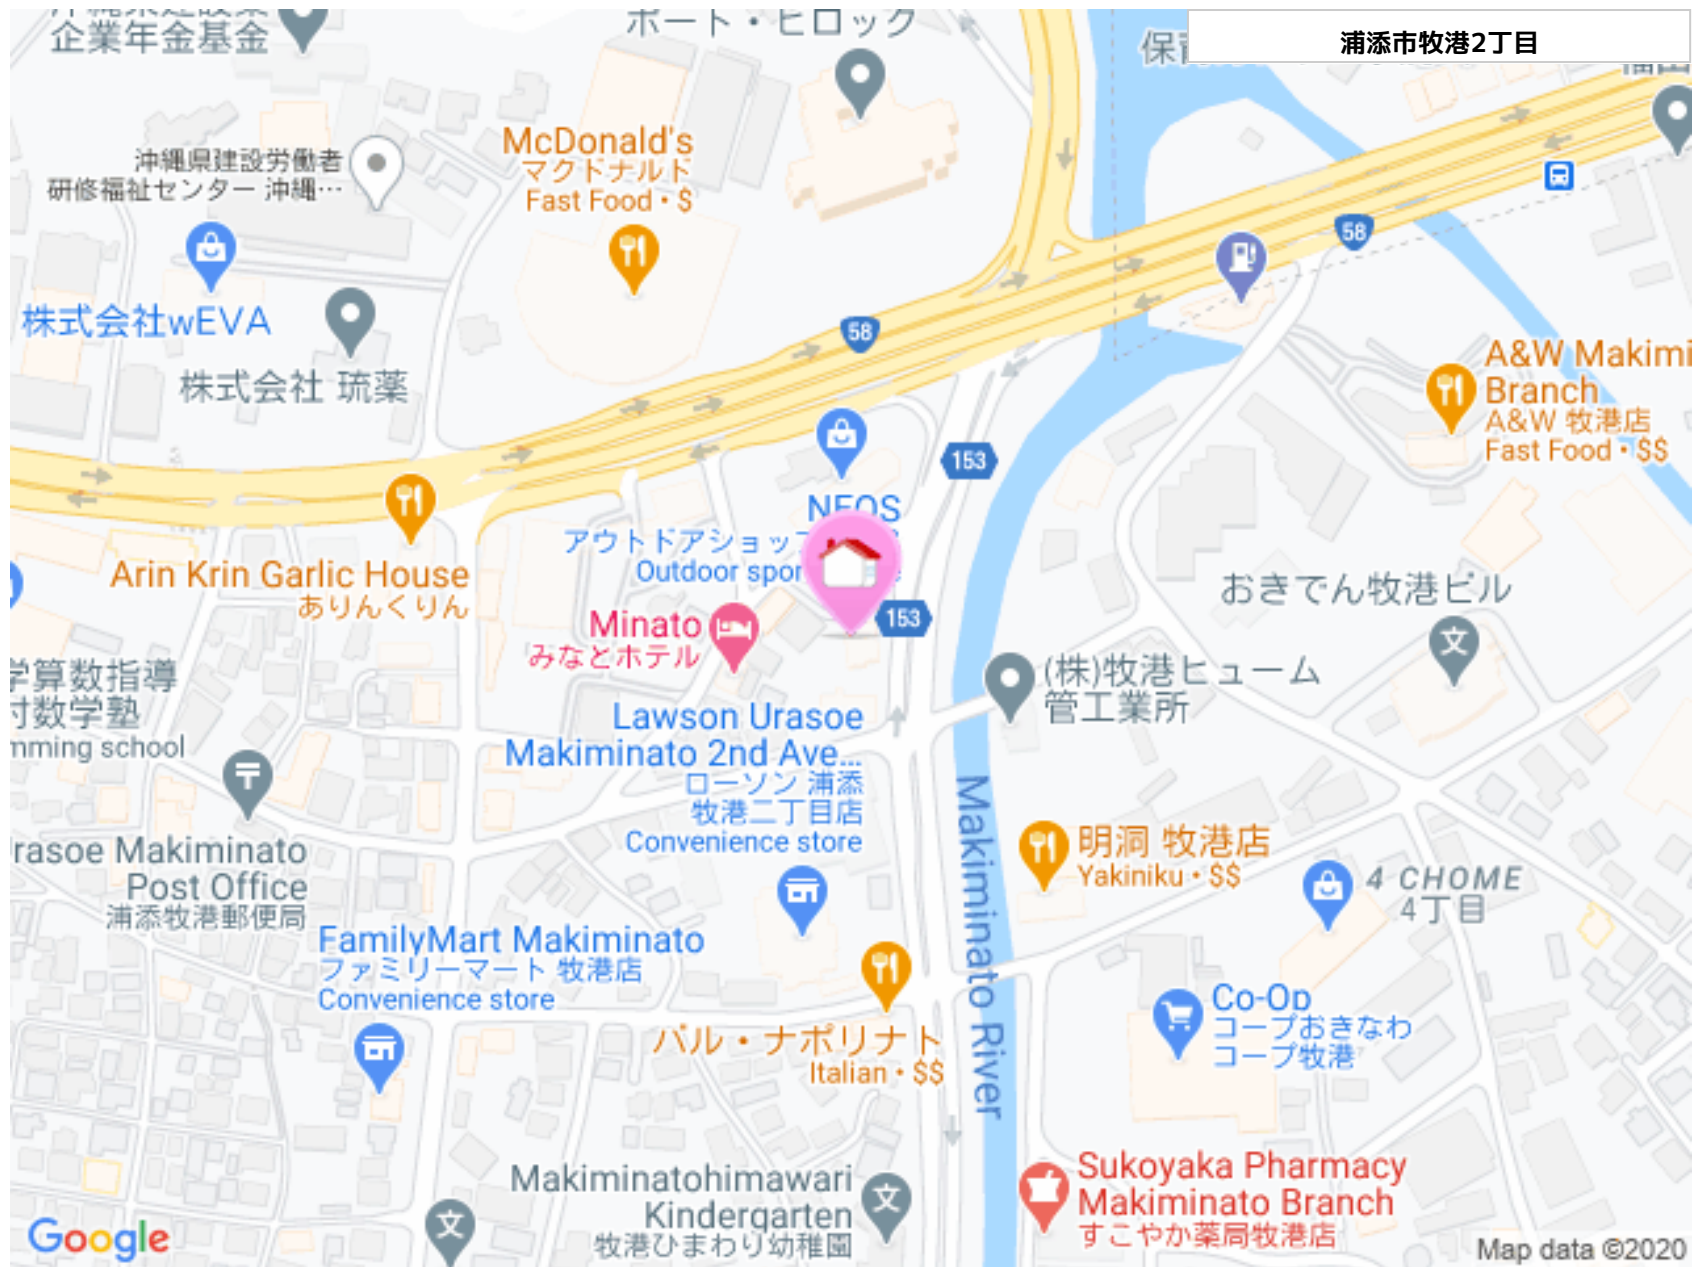 企業年金基金
ポート・ヒロック
浦添市牧港2丁目
McDonald's
マクドナルド
Fast Food • $
沖縄県建設労働者
研修福祉センター 沖縄…
58
株式会社wEVA
58
株式会社 琉薬
A&W Makimi
Branch
A&W 牧港店
Fast Food • $$
153
NEOS
アウトドアショップ
Outdoor spor
Arin Krin Garlic House
ありんくりん
おきでん牧港ビル
153
Minato
みなとホテル
学算数指導
村数学塾
mming school
(株)牧港ヒューム
管工業所
Lawson Urasoe
Makiminato 2nd Ave...
ローソン 浦添
牧港二丁目店
Convenience store
Makiminato River
rasoe Makiminato
Post Office
浦添牧港郵便局
明洞 牧港店
Yakiniku • $$
4 CHOME
4丁目
FamilyMart Makiminato
ファミリーマート 牧港店
Convenience store
Co-Op
コープおきなわ
コープ牧港
バル・ナポリナト
Italian • $$
Makiminatohimawari
Kindergarten
牧港ひまわり幼稚園
Sukoyaka Pharmacy
Makiminato Branch
すこやか薬局牧港店
Google
Map data ©2020